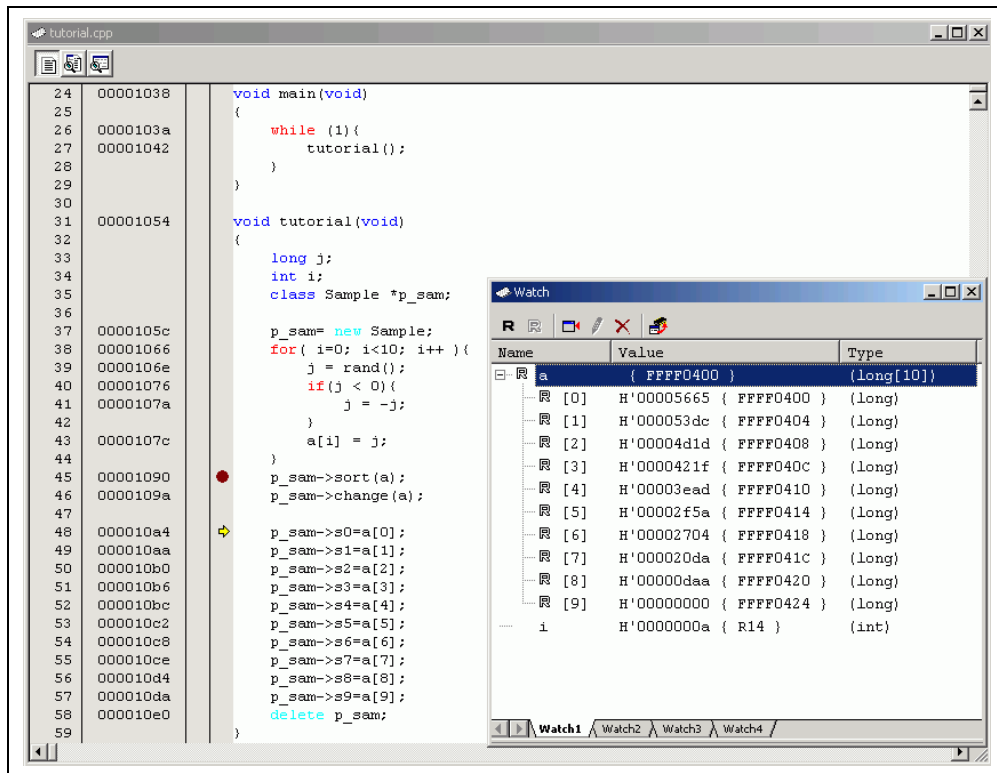 tutorial.cpp
24 00001038 void main(void)
25 {
26 0000103a while (1){
27 00001042 tutorial();
28 }
29 }
30
31 00001054 void tutorial(void)
32 {
33 long j;
34 int i;
35 class Sample *p_sam;
36
37 0000105c p_sam= new Sample;
38 00001066 for( i=0; i<10; i++ ){
39 0000106e j = rand();
40 00001076 if(j < 0){
41 0000107a j = -j;
42 }
43 0000107c a[i] = j;
44 }
45 00001090 p_sam->sort(a);
46 0000109a p_sam->change(a);
47
48 000010a4 p_sam->s0=a[0];
49 000010aa p_sam->s1=a[1];
50 000010b0 p_sam->s2=a[2];
51 000010b6 p_sam->s3=a[3];
52 000010bc p_sam->s4=a[4];
53 000010c2 p_sam->s5=a[5];
54 000010c8 p_sam->s6=a[6];
55 000010ce p_sam->s7=a[7];
56 000010d4 p_sam->s8=a[8];
57 000010da p_sam->s9=a[9];
58 000010e0 delete p_sam;
59 }
Watch
R R
Name Value Type
R a { FFFF0400 } (long[10])
R [0] H'00005665 { FFFF0400 } (long)
R [1] H'000053dc { FFFF0404 } (long)
R [2] H'00004d1d { FFFF0408 } (long)
R [3] H'0000421f { FFFF040C } (long)
R [4] H'00003ead { FFFF0410 } (long)
R [5] H'00002f5a { FFFF0414 } (long)
R [6] H'00002704 { FFFF0418 } (long)
R [7] H'000020da { FFFF041C } (long)
R [8] H'00000daa { FFFF0420 } (long)
R [9] H'00000000 { FFFF0424 } (long)
i H'0000000a { R14 } (int)
Watch1 Watch2 Watch3 Watch4